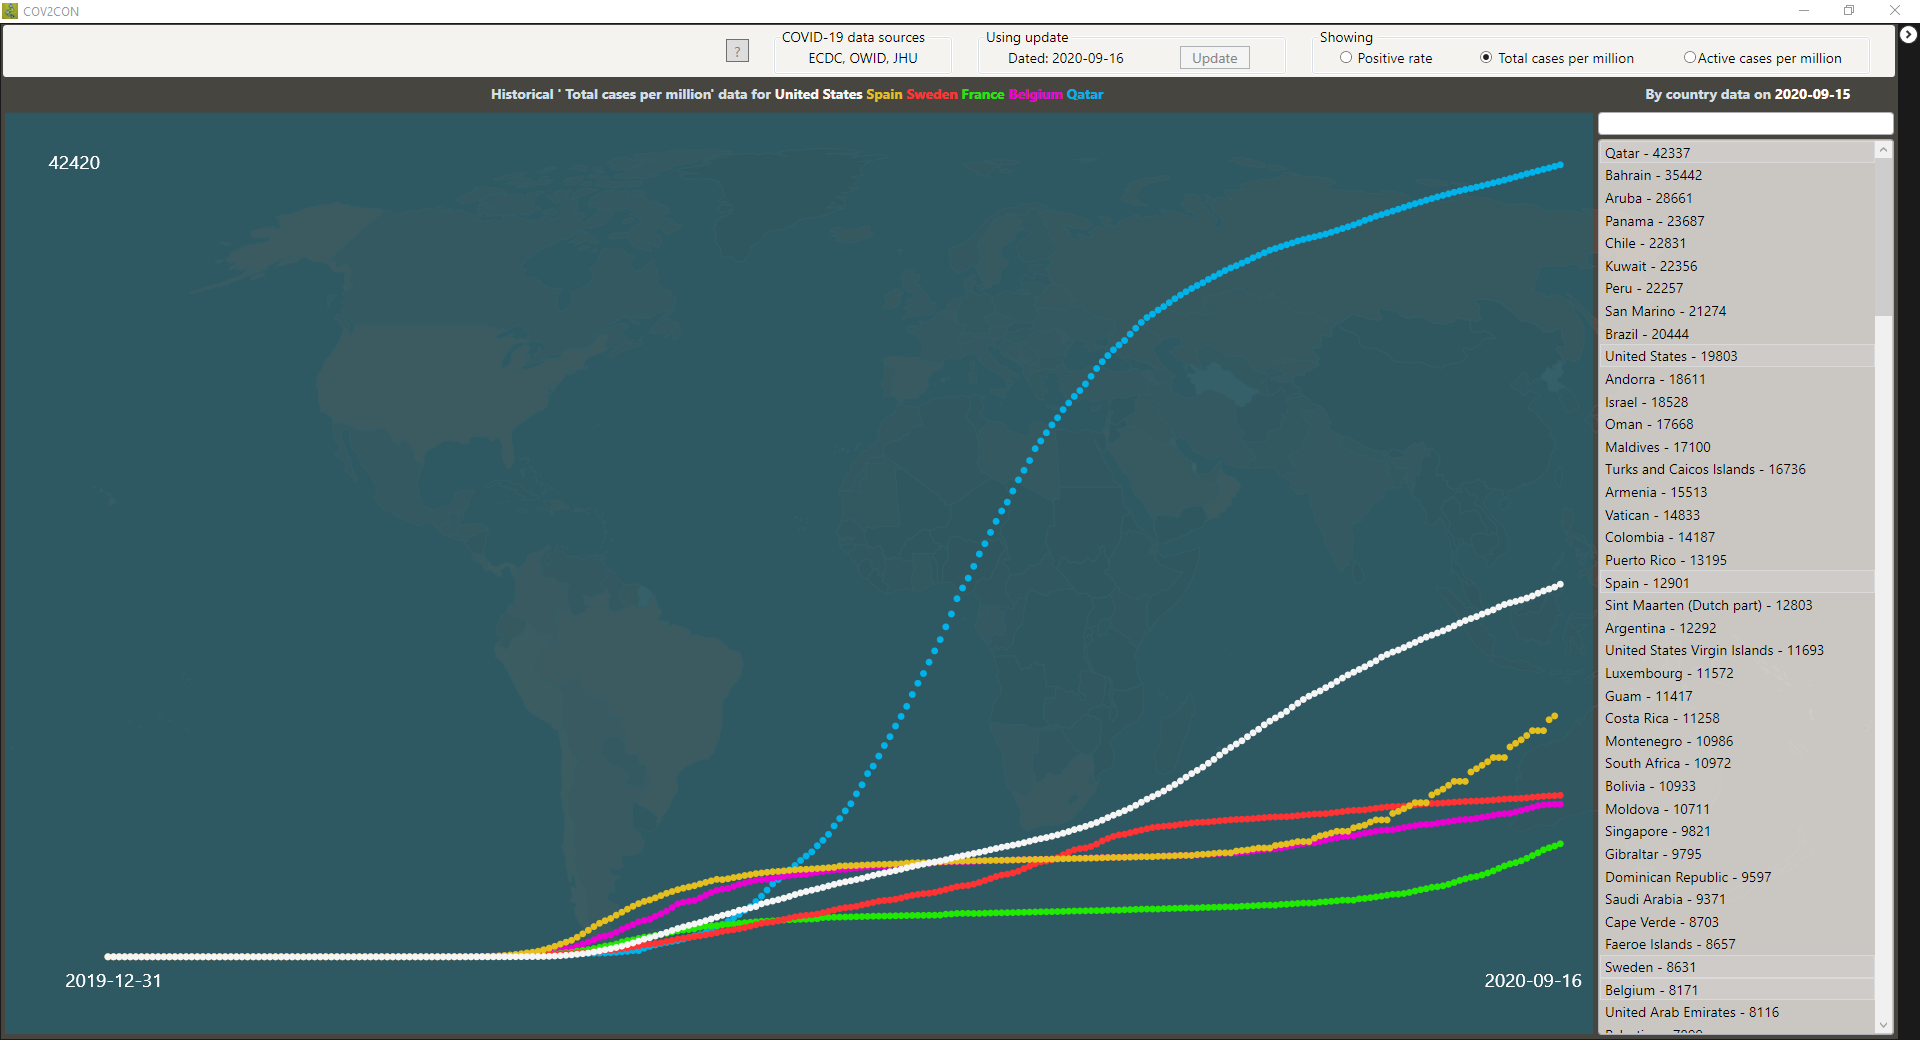 COV2CON
?
COVID-19 data sources
ECDC, OWID, JHU
Using update
Dated: 2020-09-16
Update
Showing
Positive rate
Total cases per million
Active cases per million
Historical ' Total cases per million' data for United States Spain Sweden France Belgium Qatar
By country data on 2020-09-15
42420
2019-12-31
2020-09-16
Qatar - 42337
Bahrain - 35442
Aruba - 28661
Panama - 23687
Chile - 22831
Kuwait - 22356
Peru - 22257
San Marino - 21274
Brazil - 20444
United States - 19803
Andorra - 18611
Israel - 18528
Oman - 17668
Maldives - 17100
Turks and Caicos Islands - 16736
Armenia - 15513
Vatican - 14833
Colombia - 14187
Puerto Rico - 13195
Spain - 12901
Sint Maarten (Dutch part) - 12803
Argentina - 12292
United States Virgin Islands - 11693
Luxembourg - 11572
Guam - 11417
Costa Rica - 11258
Montenegro - 10986
South Africa - 10972
Bolivia - 10933
Moldova - 10711
Singapore - 9821
Gibraltar - 9795
Dominican Republic - 9597
Saudi Arabia - 9371
Cape Verde - 8703
Faeroe Islands - 8657
Sweden - 8631
Belgium - 8171
United Arab Emirates - 8116